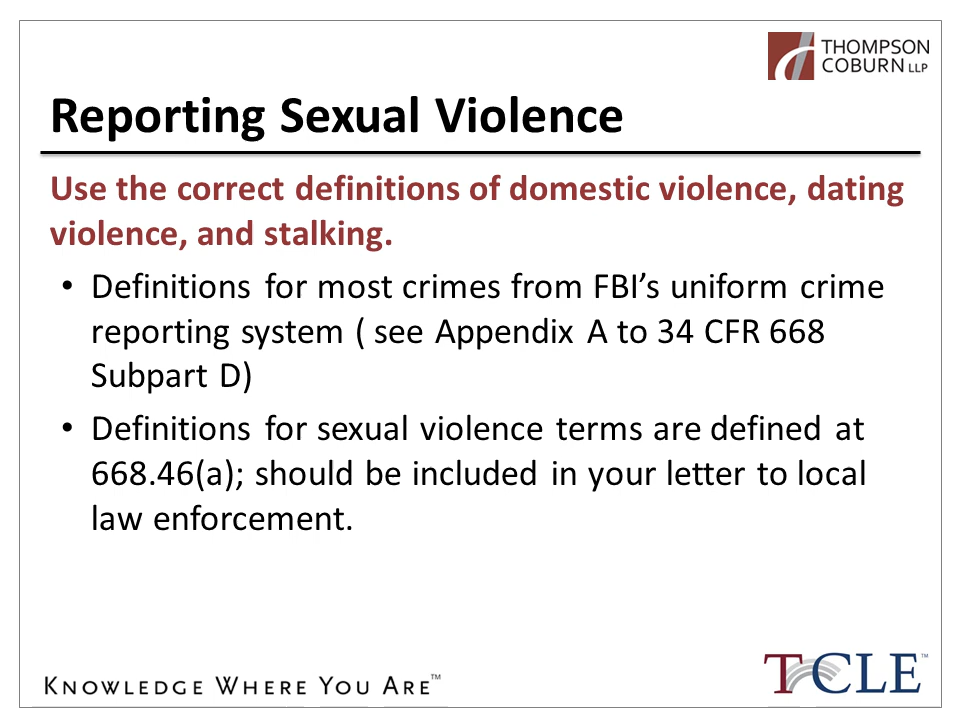 THOMPSON
COBURN LLP
Reporting Sexual Violence
Use the correct definitions of domestic violence, dating
violence, and stalking.
• Definitions for most crimes from FBI’s uniform crime
reporting system ( see Appendix A to 34 CFR 668
Subpart D)
• Definitions for sexual violence terms are defined at
668.46(a); should be included in your letter to local
law enforcement.
KNOWLEDGE WHERE YOU ARE™
TCLE™